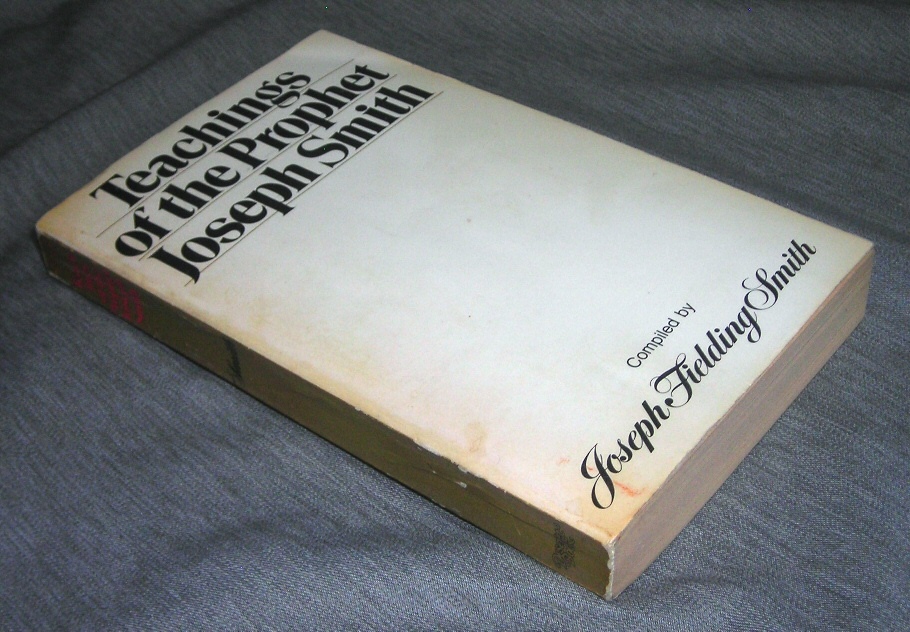 Teachings
of the Prophet
Joseph Smith
Compiled by
Joseph Fielding Smith